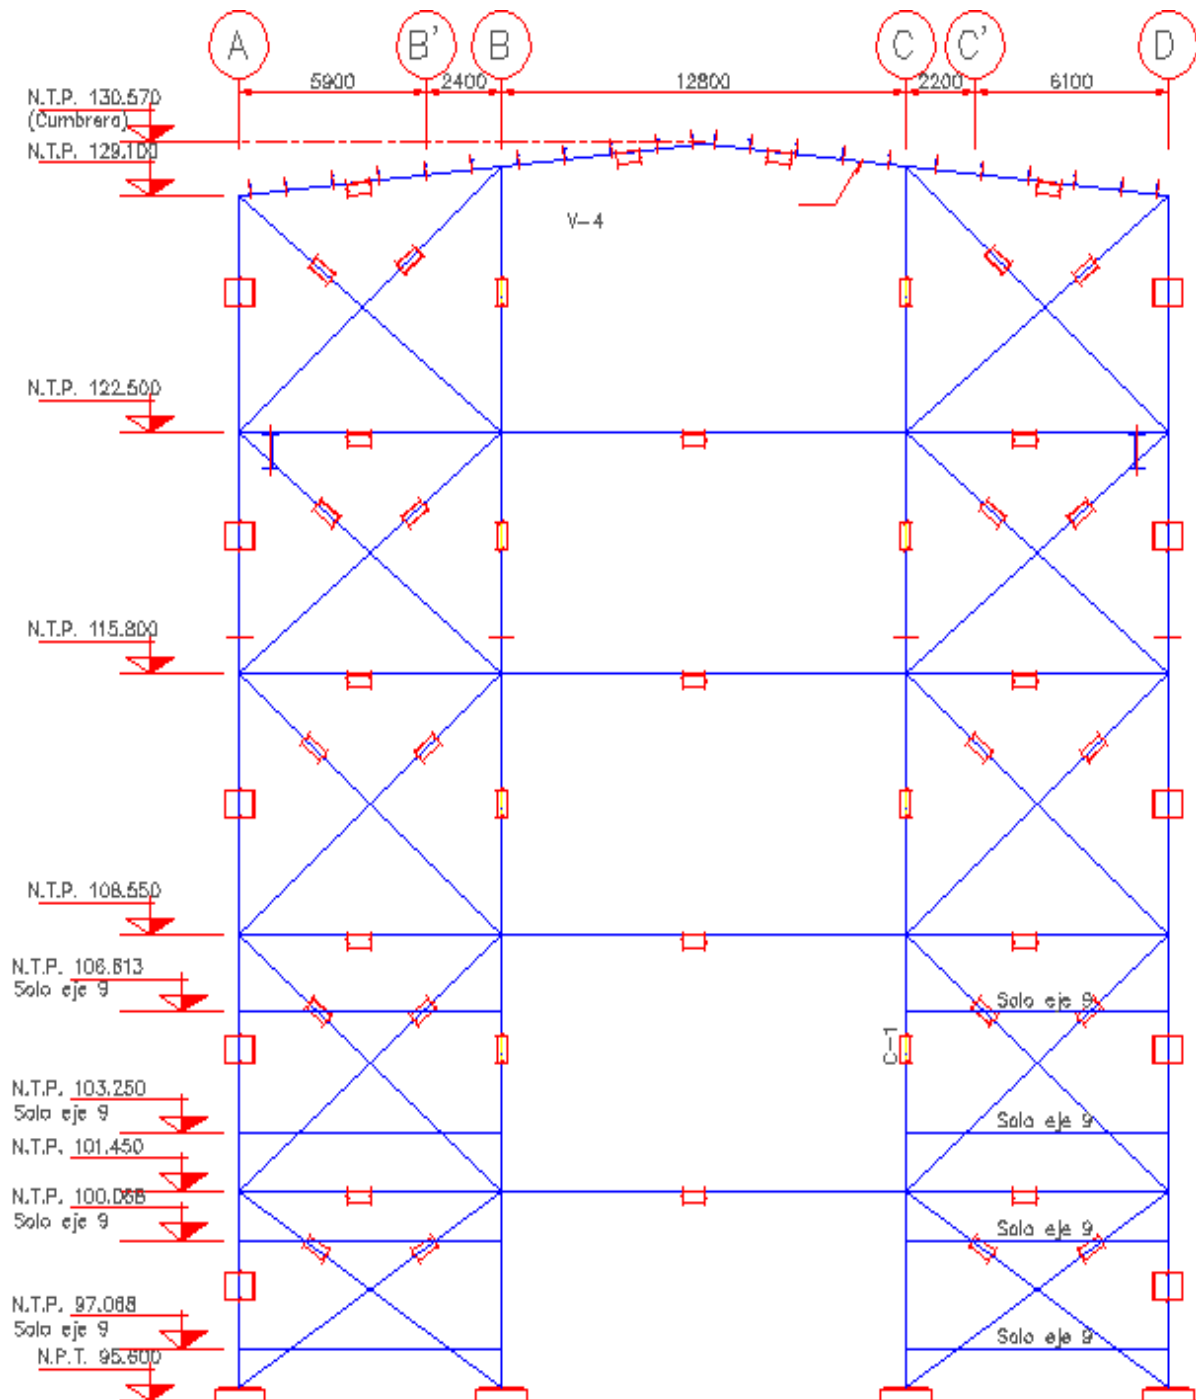 A B' B C C' D
5900 2400 12800 2200 6100
N.T.P. 130.570
(Cumbrera)
N.T.P. 129.100
V-4
N.T.P. 122.500
N.T.P. 115.800
N.T.P. 108.550
N.T.P. 106.613
Solo eje 9
Solo eje 9
C-1
N.T.P. 103.250
Solo eje 9
Solo eje 9
N.T.P. 101.450
N.T.P. 100.068
Solo eje 9
Solo eje 9
N.T.P. 97.068
Solo eje 9
Solo eje 9
N.P.T. 95.600